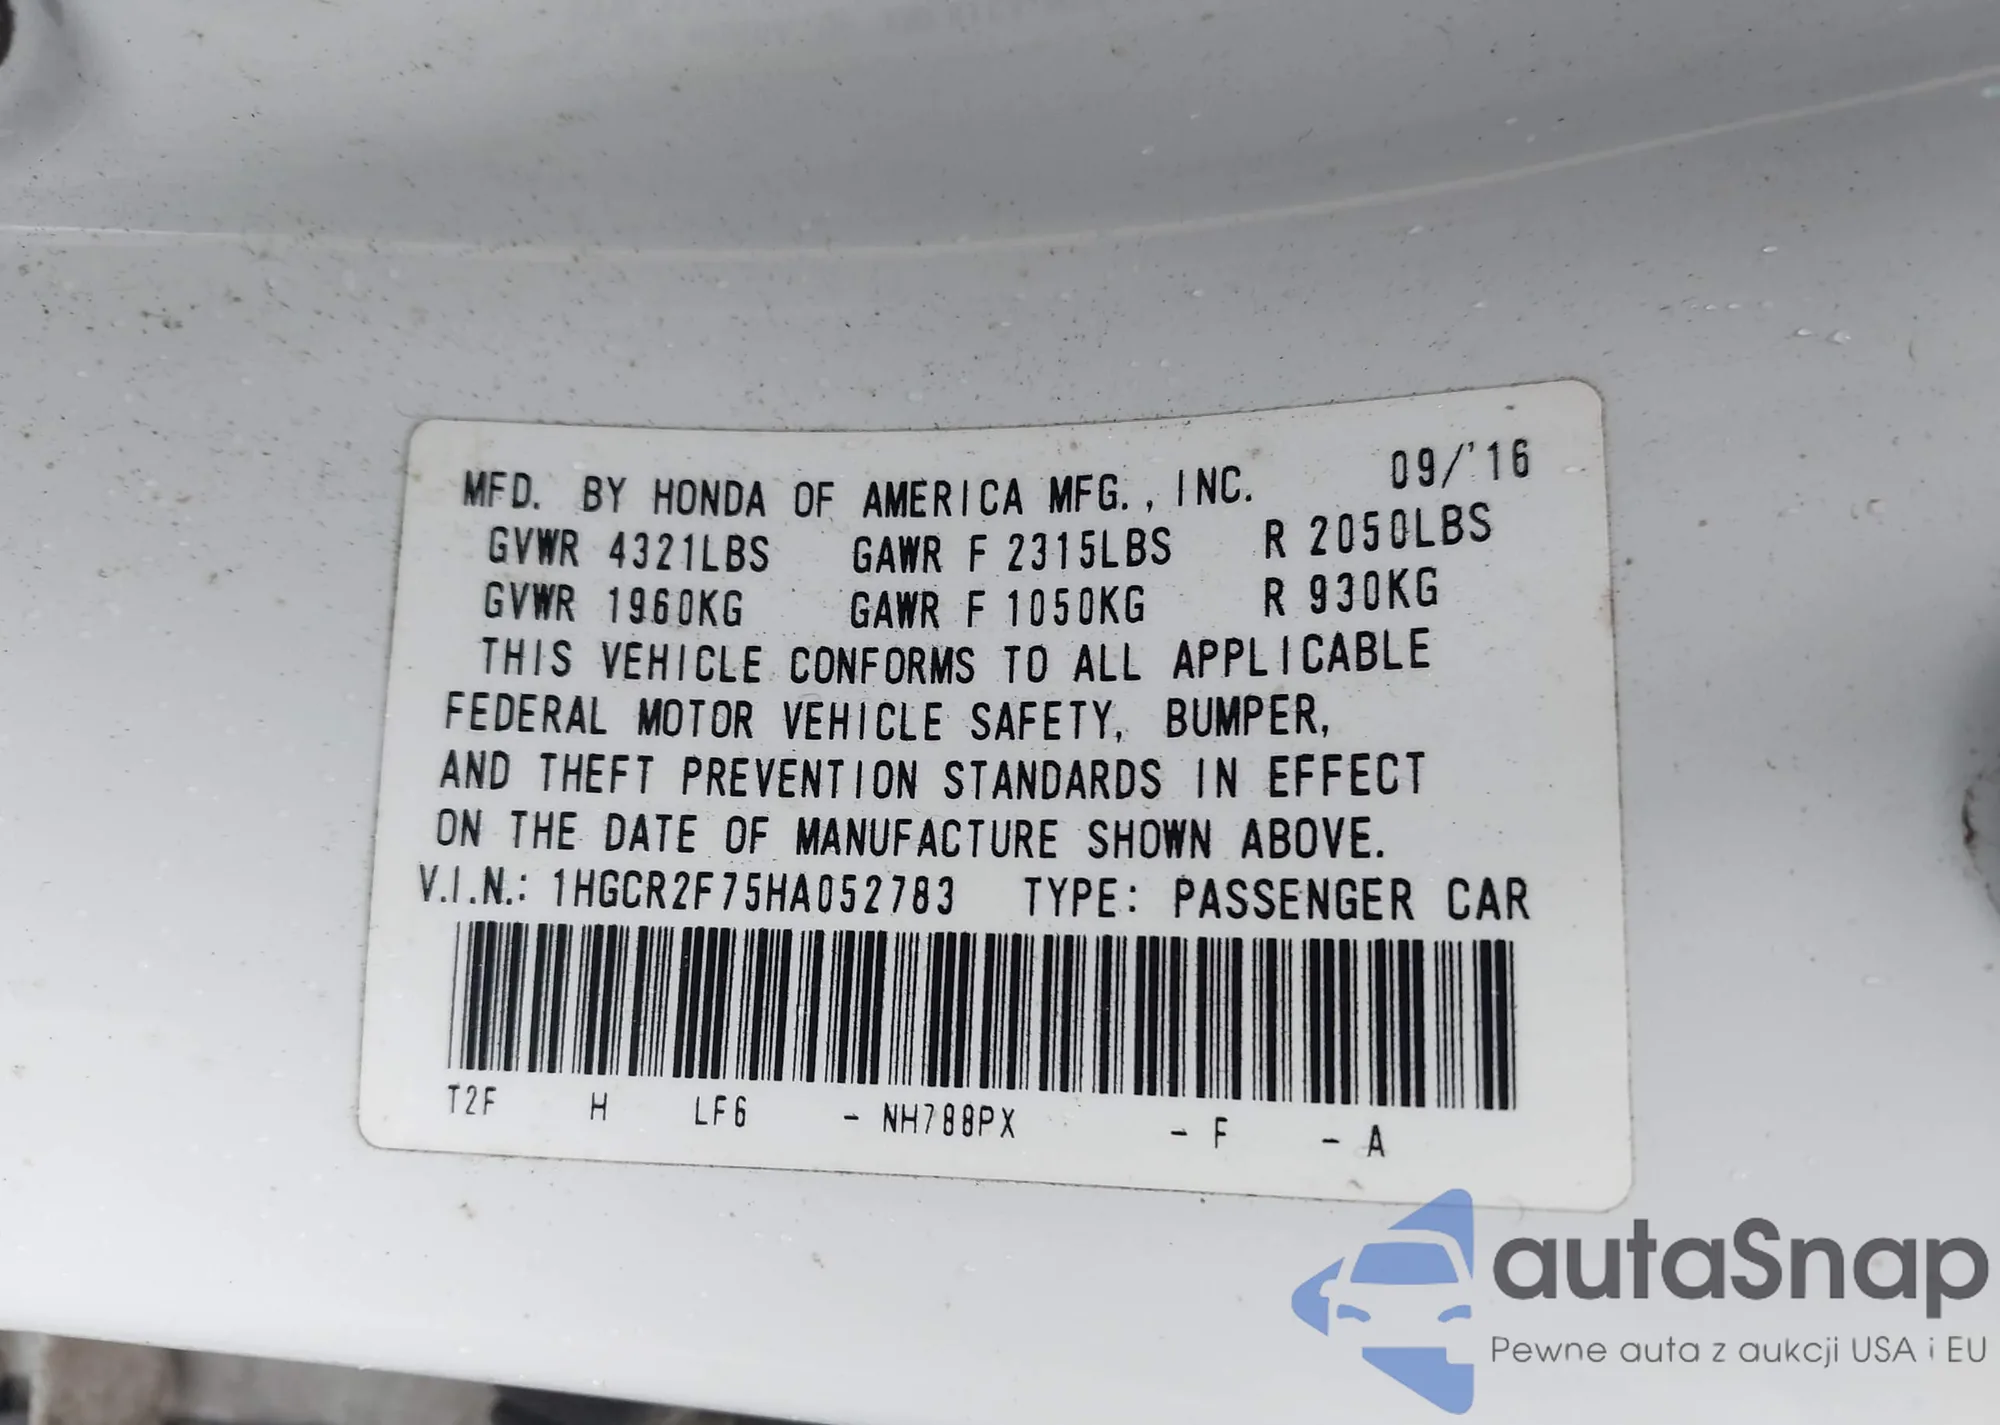 MFD. BY HONDA OF AMERICA MFG., INC. 09/'16
GVWR 4321LBS GAWR F 2315LBS R 2050LBS
GVWR 1960KG GAWR F 1050KG R 930KG
THIS VEHICLE CONFORMS TO ALL APPLICABLE
FEDERAL MOTOR VEHICLE SAFETY, BUMPER,
AND THEFT PREVENTION STANDARDS IN EFFECT
ON THE DATE OF MANUFACTURE SHOWN ABOVE.
V.I.N.: 1HGCR2F75HA052783 TYPE: PASSENGER CAR
T2F H LF6 - NH788PX - F - A
autaSnap
Pewne auta z aukcji USA i EU